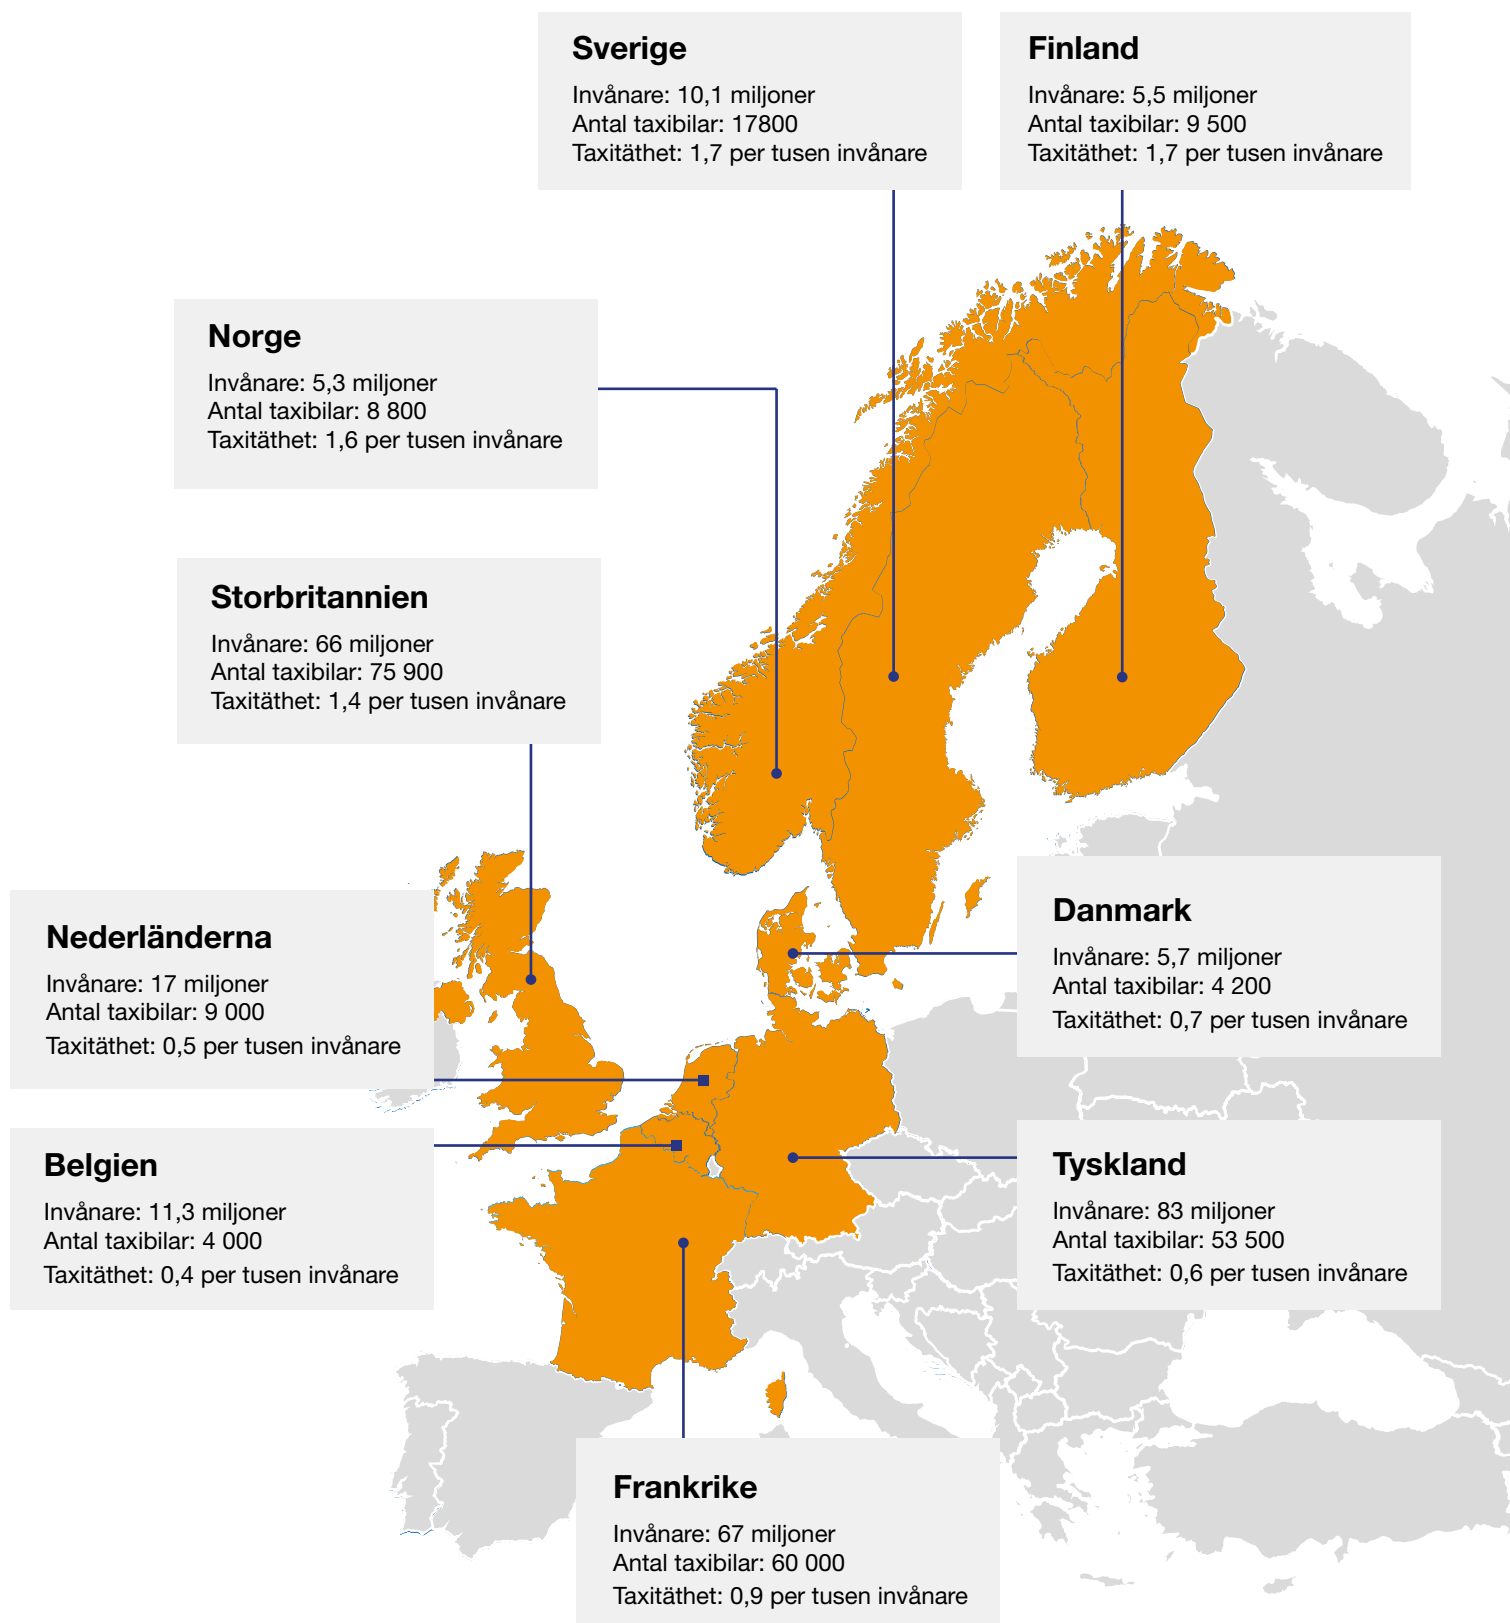 Sverige
Invånare: 10,1 miljoner
Antal taxibilar: 17800
Taxitäthet: 1,7 per tusen invånare
Finland
Invånare: 5,5 miljoner
Antal taxibilar: 9 500
Taxitäthet: 1,7 per tusen invånare
Norge
Invånare: 5,3 miljoner
Antal taxibilar: 8 800
Taxitäthet: 1,6 per tusen invånare
Storbritannien
Invånare: 66 miljoner
Antal taxibilar: 75 900
Taxitäthet: 1,4 per tusen invånare
Nederländerna
Invånare: 17 miljoner
Antal taxibilar: 9 000
Taxitäthet: 0,5 per tusen invånare
Danmark
Invånare: 5,7 miljoner
Antal taxibilar: 4 200
Taxitäthet: 0,7 per tusen invånare
Belgien
Invånare: 11,3 miljoner
Antal taxibilar: 4 000
Taxitäthet: 0,4 per tusen invånare
Tyskland
Invånare: 83 miljoner
Antal taxibilar: 53 500
Taxitäthet: 0,6 per tusen invånare
Frankrike
Invånare: 67 miljoner
Antal taxibilar: 60 000
Taxitäthet: 0,9 per tusen invånare